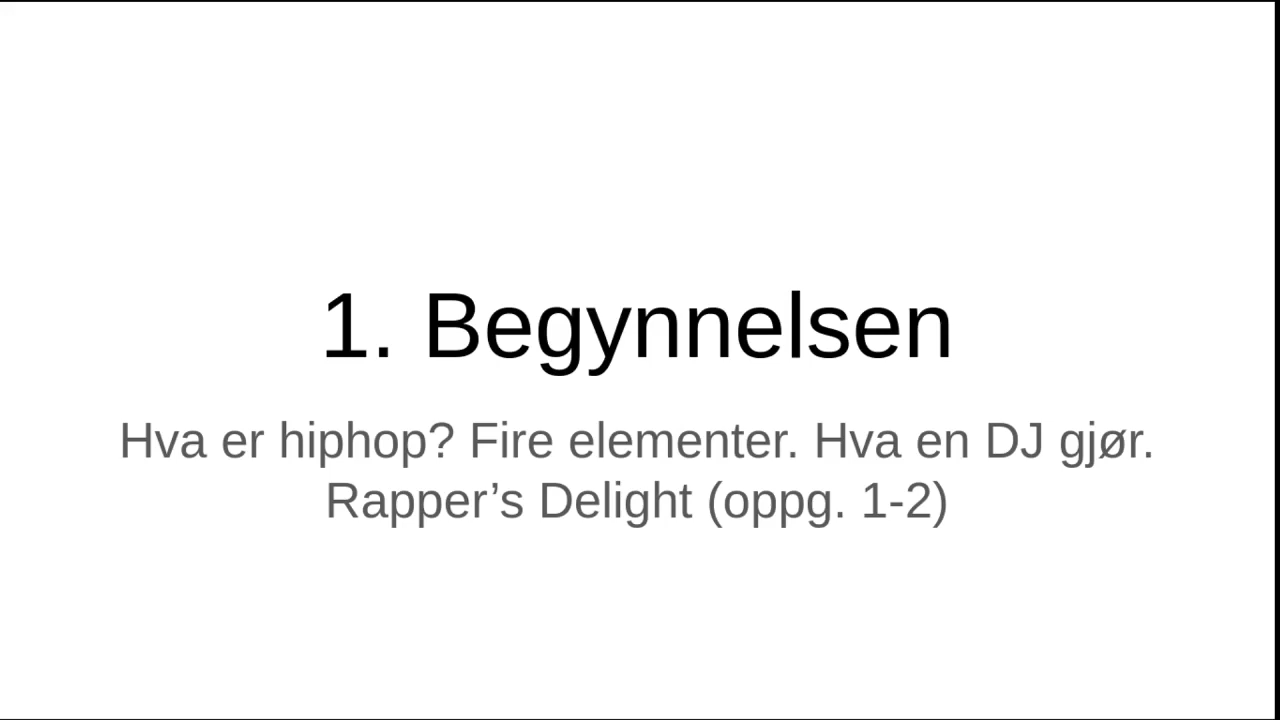 1. Begynnelsen
Hva er hiphop? Fire elementer. Hva en DJ gjør.
Rapper’s Delight (oppg. 1-2)